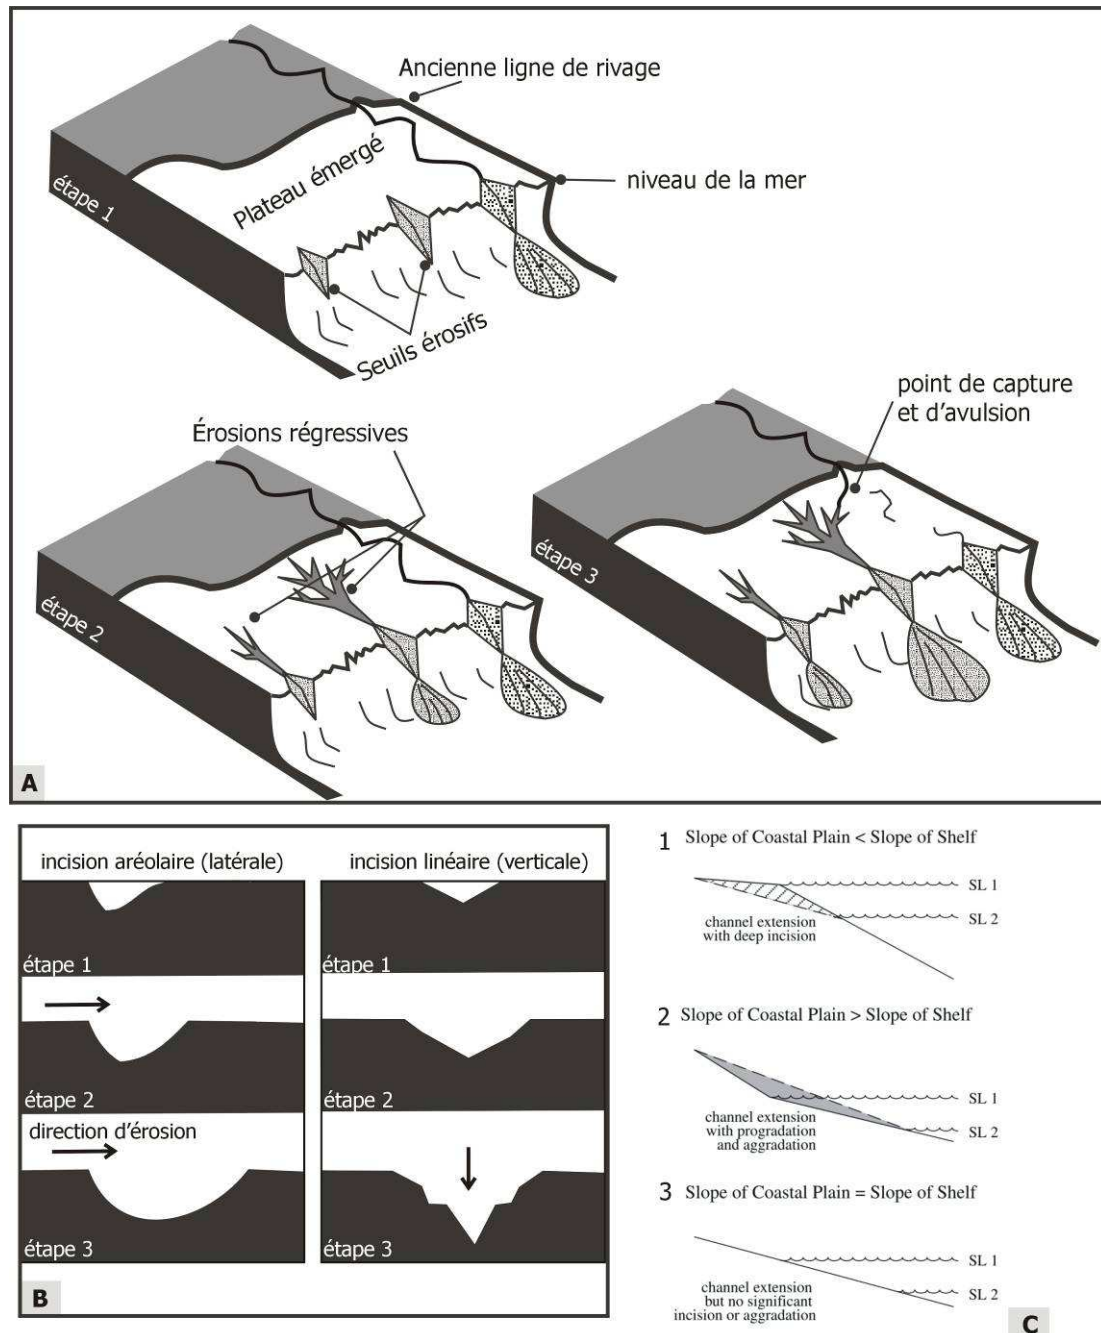 Ancienne ligne de rivage
niveau de la mer
Plateau émergé
étape 1
Seuils érosifs
point de capture
et d'avulsion
Érosions régressives
étape 2
étape 3
A
incision aréolaire (latérale)
étape 1
étape 2
direction d'érosion
étape 3
incision linéaire (verticale)
étape 1
étape 2
étape 3
B
1 Slope of Coastal Plain < Slope of Shelf
SL 1
SL 2
channel extension
with deep incision
2 Slope of Coastal Plain > Slope of Shelf
SL 1
SL 2
channel extension
with progradation
and aggradation
3 Slope of Coastal Plain = Slope of Shelf
SL 1
SL 2
channel extension
but no significant
incision or aggradation
C